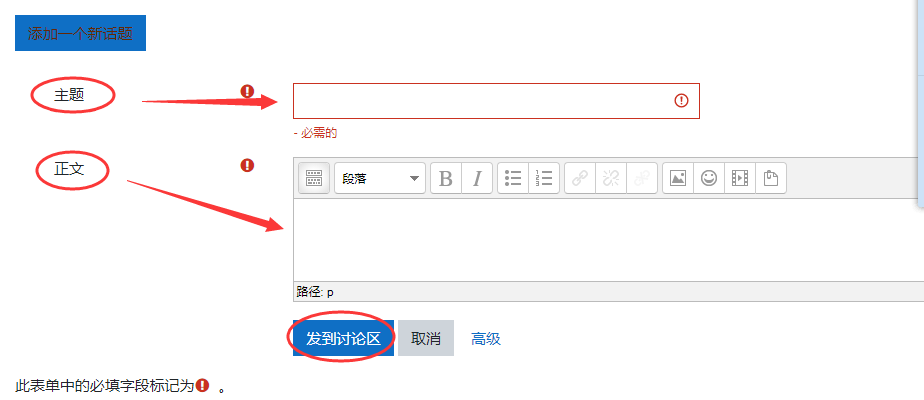 添加一个新话题
主题
- 必需的
正文
段落 B I
路径: p
发到讨论区 取消 高级
此表单中的必填字段标记为 。